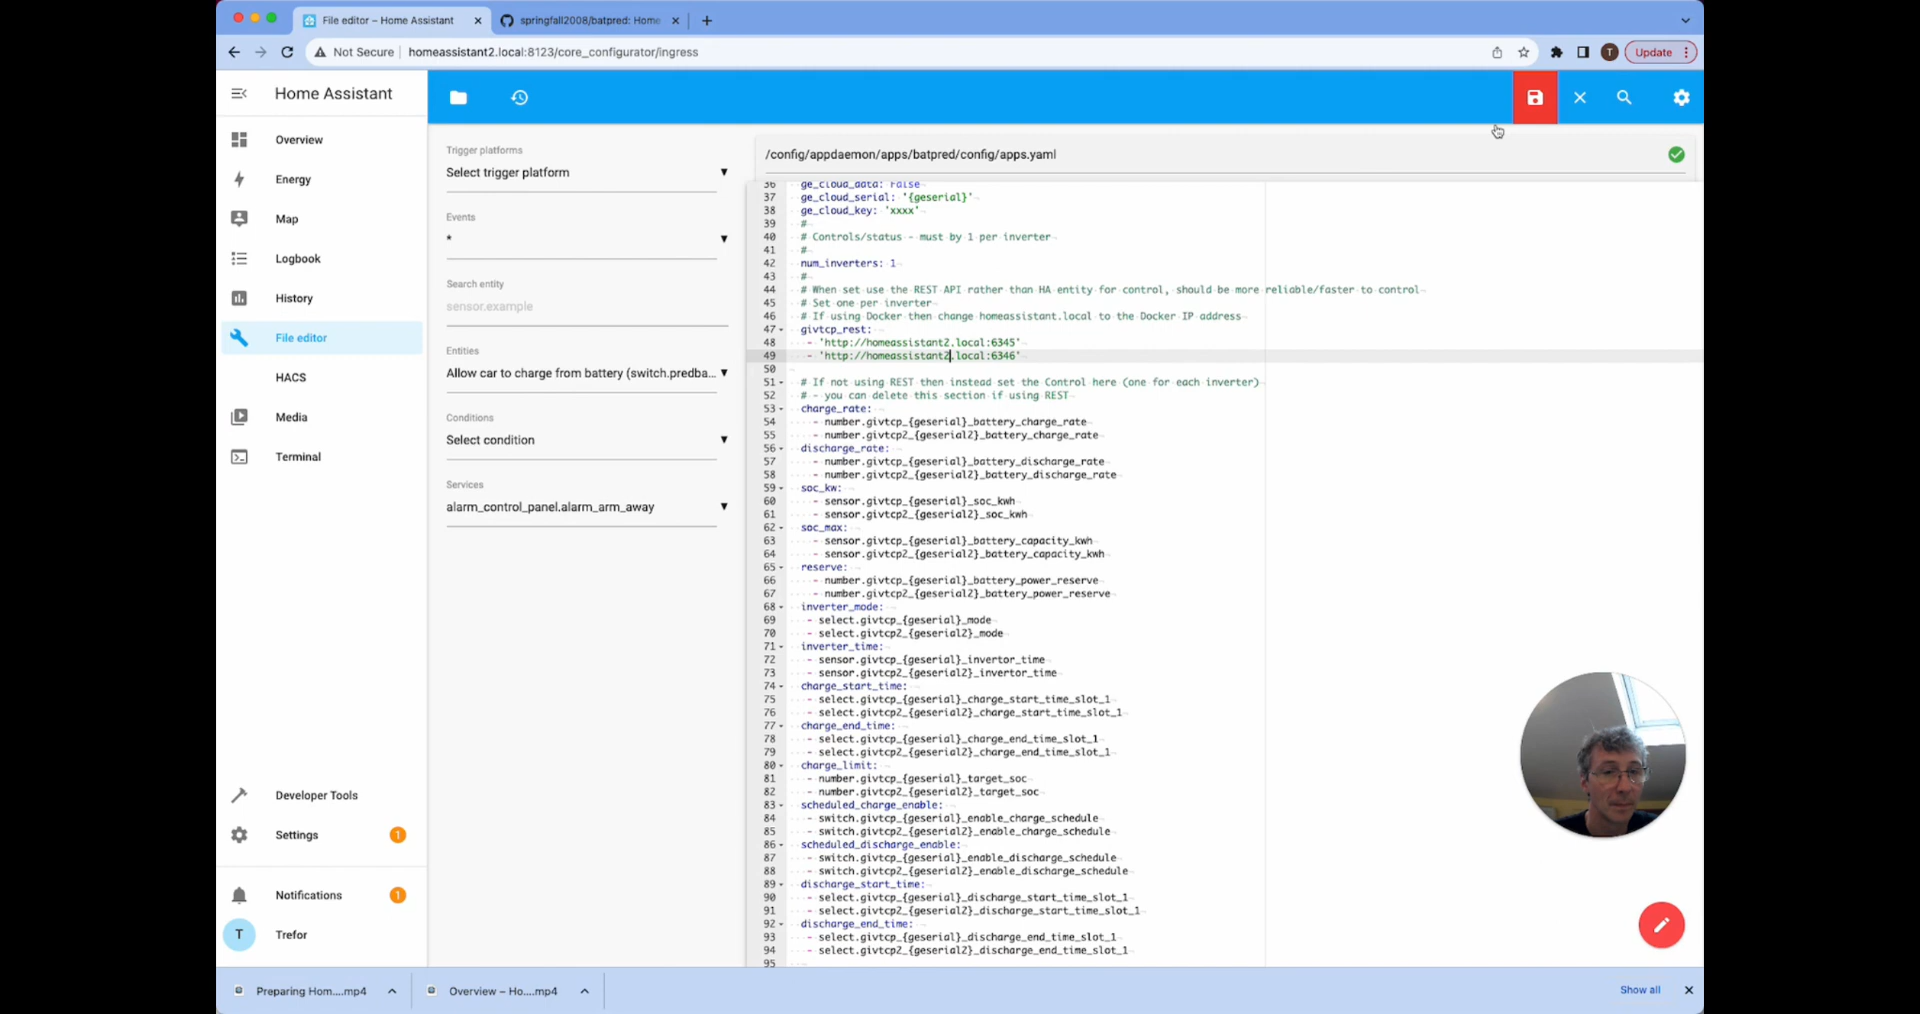 File editor – Home Assistant
springfall2008/batpred: Home
Not Secure
homeassistant2.local:8123/core_configurator/ingress
T
Update
Home Assistant
Overview
Energy
Map
Logbook
History
File editor
HACS
Media
Terminal
Developer Tools
Settings
1
Notifications
1
T
Trefor
Trigger platforms
Select trigger platform
Events
*
Search entity
sensor.example
Entities
Allow car to charge from battery (switch.predba...
Conditions
Select condition
Services
alarm_control_panel.alarm_arm_away
/config/appdaemon/apps/batpred/config/apps.yaml
36 ge_cloud_data: False
37 ge_cloud_serial: '{geserial}'
38 ge_cloud_key: 'xxxx'
39 #
40 # Controls/status - must by 1 per inverter
41 #
42 num_inverters: 1
43 #
44 # When set use the REST API rather than HA entity for control, should be more reliable/faster to control
45 # Set one per inverter
46 # If using Docker then change homeassistant.local to the Docker IP address
47 givtcp_rest:
48 - 'http://homeassistant2.local:6345'
49 - 'http://homeassistant2.local:6346'
50
51 # If not using REST then instead set the Control here (one for each inverter)
52 # - you can delete this section if using REST
53 charge_rate:
54 - number.givtcp_{geserial}_battery_charge_rate
55 - number.givtcp2_{geserial2}_battery_charge_rate
56 discharge_rate:
57 - number.givtcp_{geserial}_battery_discharge_rate
58 - number.givtcp2_{geserial2}_battery_discharge_rate
59 soc_kw:
60 - sensor.givtcp_{geserial}_soc_kwh
61 - sensor.givtcp2_{geserial2}_soc_kwh
62 soc_max:
63 - sensor.givtcp_{geserial}_battery_capacity_kwh
64 - sensor.givtcp2_{geserial2}_battery_capacity_kwh
65 reserve:
66 - number.givtcp_{geserial}_battery_power_reserve
67 - number.givtcp2_{geserial2}_battery_power_reserve
68 inverter_mode:
69 - select.givtcp_{geserial}_mode
70 - select.givtcp2_{geserial2}_mode
71 inverter_time:
72 - sensor.givtcp_{geserial}_invertor_time
73 - sensor.givtcp2_{geserial2}_invertor_time
74 charge_start_time:
75 - select.givtcp_{geserial}_charge_start_time_slot_1
76 - select.givtcp2_{geserial2}_charge_start_time_slot_1
77 charge_end_time:
78 - select.givtcp_{geserial}_charge_end_time_slot_1
79 - select.givtcp2_{geserial2}_charge_end_time_slot_1
80 charge_limit:
81 - number.givtcp_{geserial}_target_soc
82 - number.givtcp2_{geserial2}_target_soc
83 scheduled_charge_enable:
84 - switch.givtcp_{geserial}_enable_charge_schedule
85 - switch.givtcp2_{geserial2}_enable_charge_schedule
86 scheduled_discharge_enable:
87 - switch.givtcp_{geserial}_enable_discharge_schedule
88 - switch.givtcp2_{geserial2}_enable_discharge_schedule
89 discharge_start_time:
90 - select.givtcp_{geserial}_discharge_start_time_slot_1
91 - select.givtcp2_{geserial2}_discharge_start_time_slot_1
92 discharge_end_time:
93 - select.givtcp_{geserial}_discharge_end_time_slot_1
94 - select.givtcp2_{geserial2}_discharge_end_time_slot_1
95
Preparing Hom....mp4
Overview – Ho....mp4
Show all